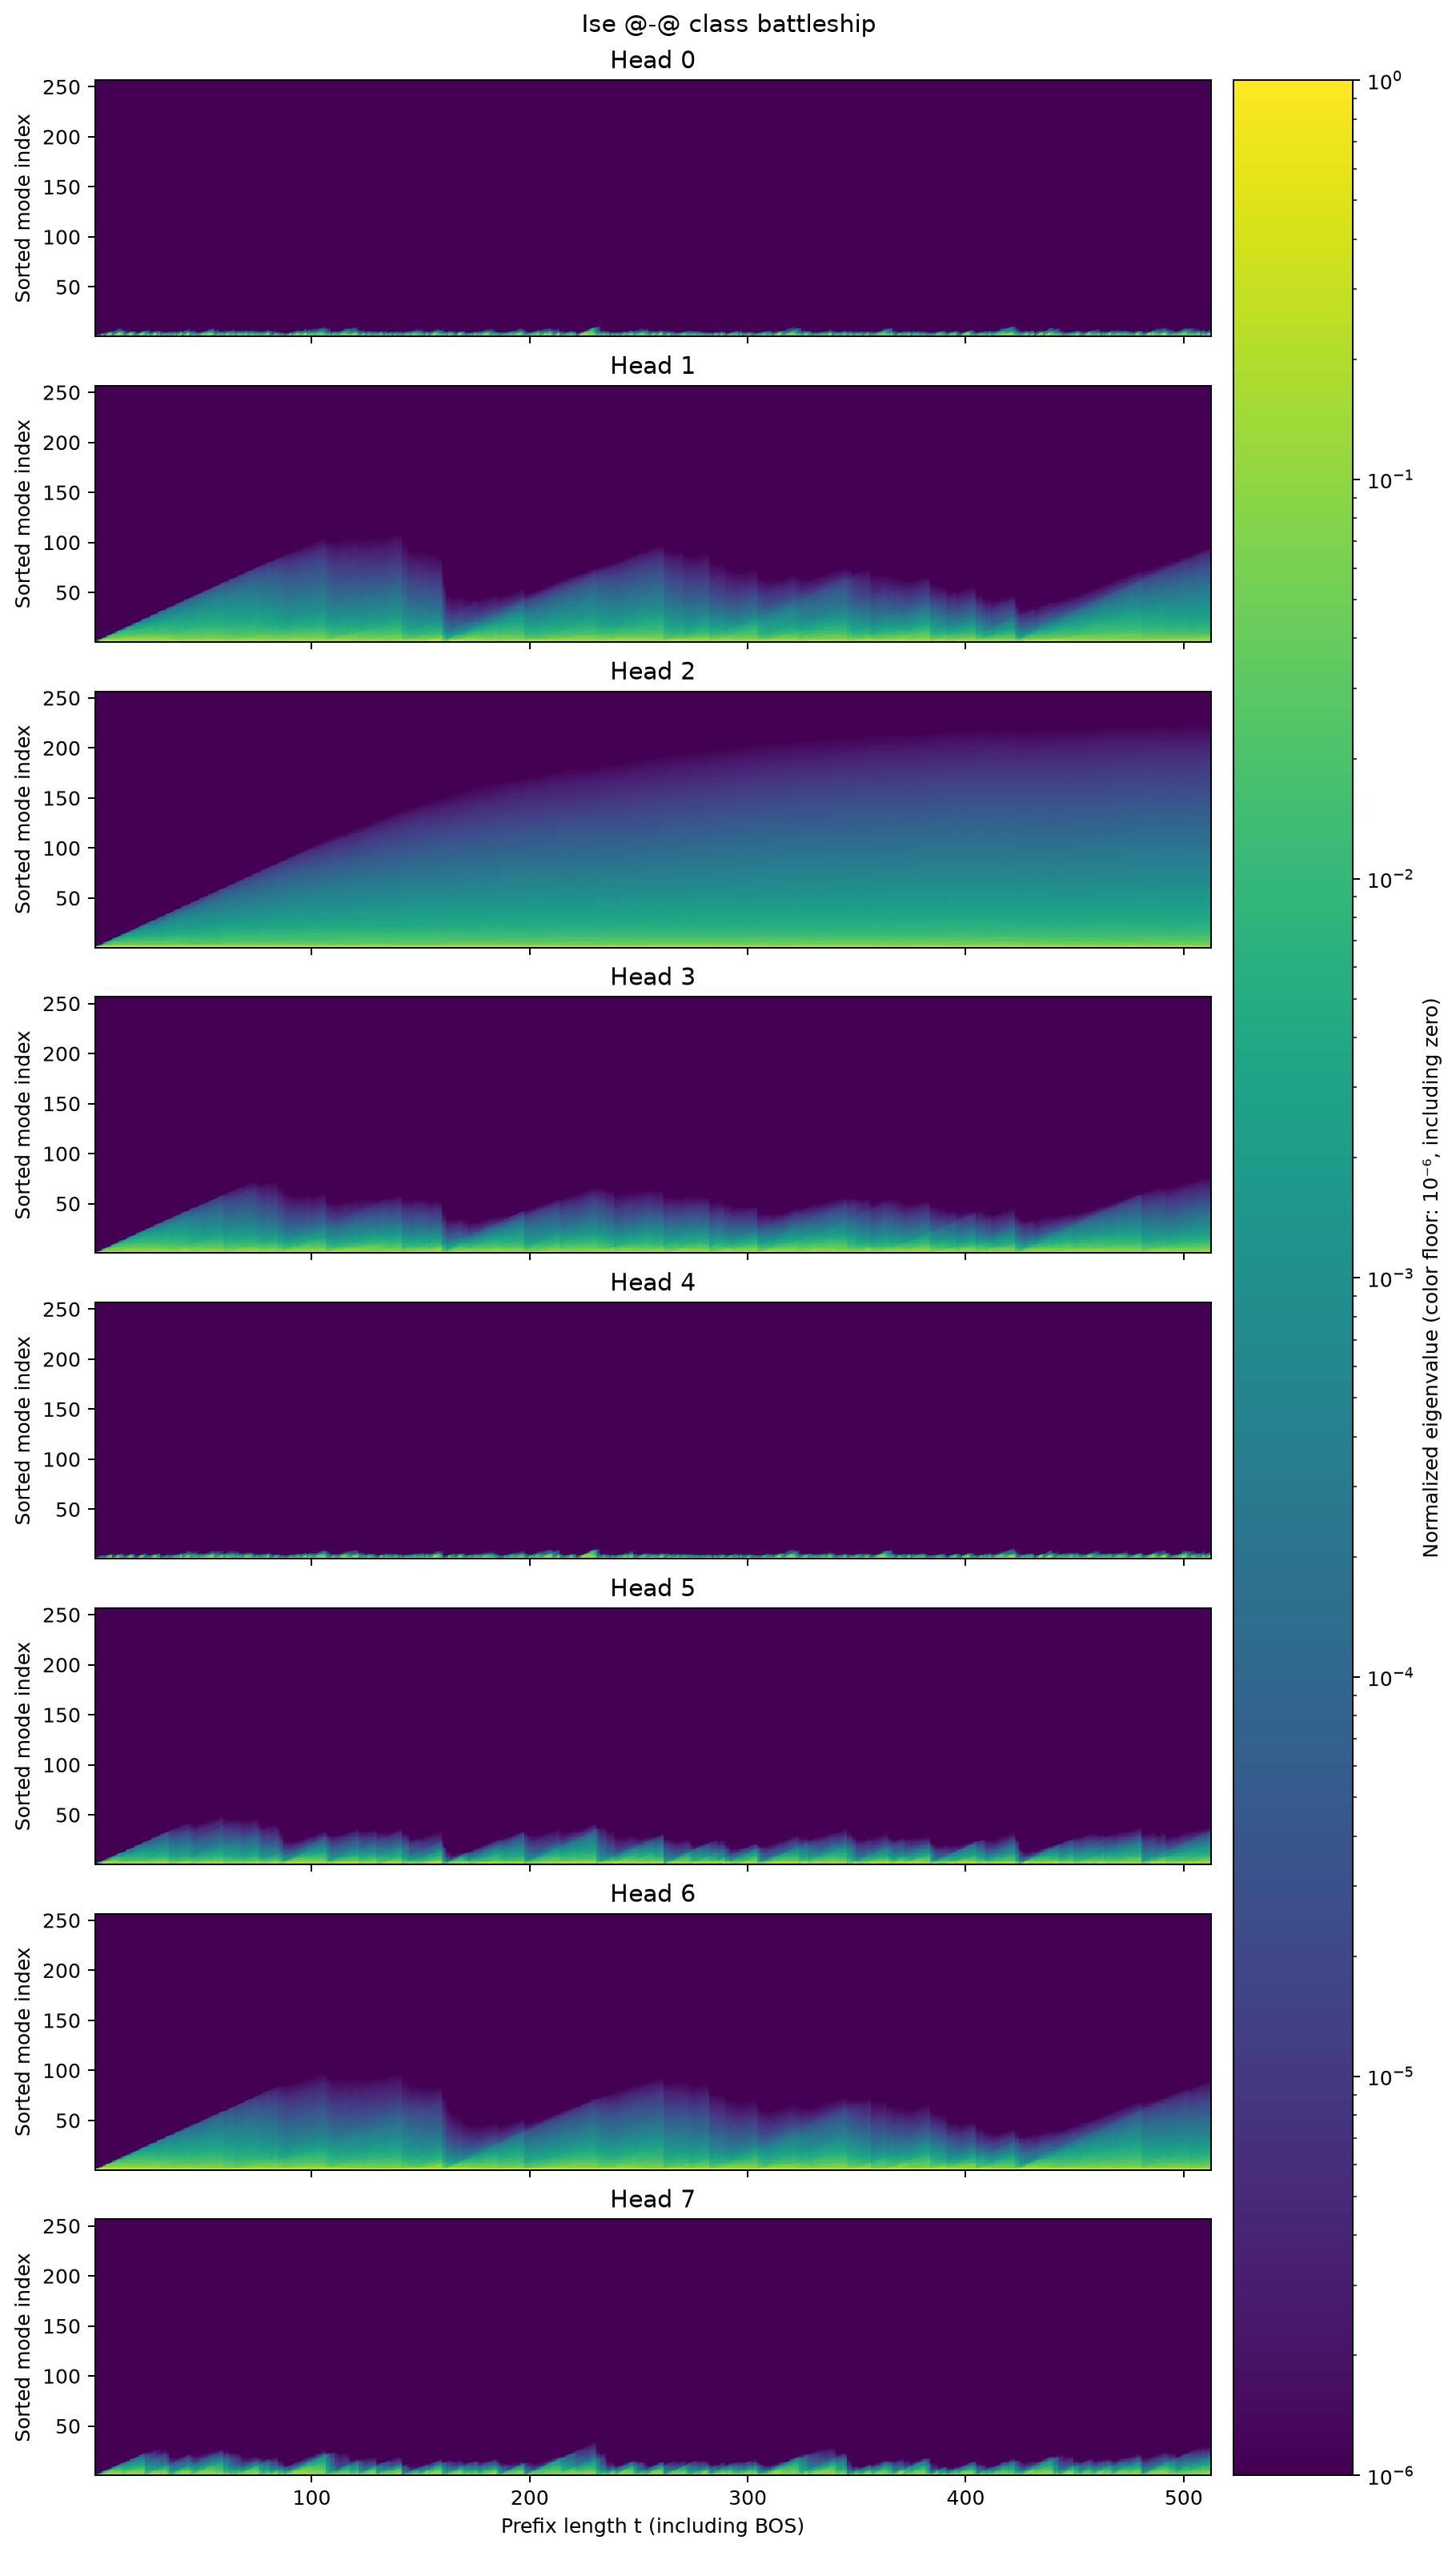 Ise @-@ class battleship
Head 0
250
200
150
100
50
Sorted mode index
Head 1
250
200
150
100
50
Sorted mode index
Head 2
250
200
150
100
50
Sorted mode index
Head 3
250
200
150
100
50
Sorted mode index
Head 4
250
200
150
100
50
Sorted mode index
Head 5
250
200
150
100
50
Sorted mode index
Head 6
250
200
150
100
50
Sorted mode index
Head 7
250
200
150
100
50
Sorted mode index
100 200 300 400 500
Prefix length t (including BOS)
10⁰
10⁻¹
10⁻²
10⁻³
10⁻⁴
10⁻⁵
10⁻⁶
Normalized eigenvalue (color floor: 10⁻⁶, including zero)